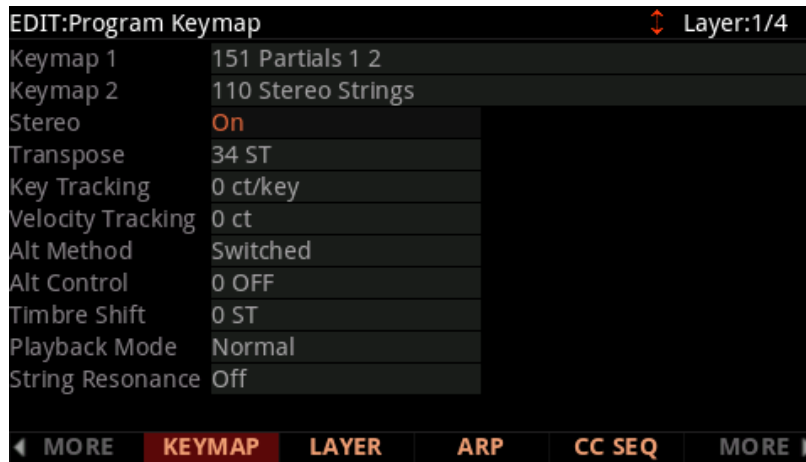 EDIT:Program Keymap Layer:1/4
Keymap 1 151 Partials 1 2
Keymap 2 110 Stereo Strings
Stereo On
Transpose 34 ST
Key Tracking 0 ct/key
Velocity Tracking 0 ct
Alt Method Switched
Alt Control 0 OFF
Timbre Shift 0 ST
Playback Mode Normal
String Resonance Off
MORE KEYMAP LAYER ARP CC SEQ MORE